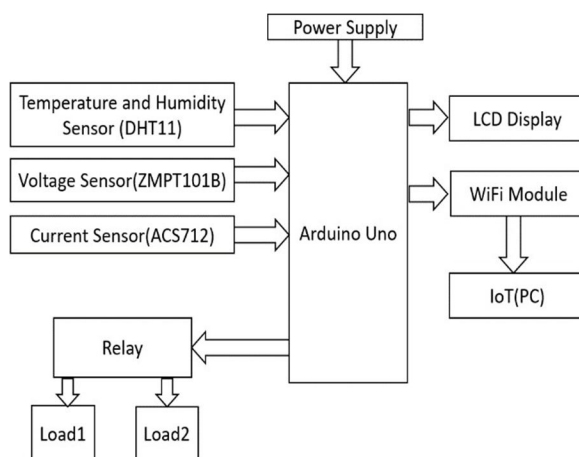 Power Supply
Temperature and Humidity
Sensor (DHT11)
Voltage Sensor(ZMPT101B)
Current Sensor(ACS712)
Arduino Uno
LCD Display
WiFi Module
IoT(PC)
Relay
Load1
Load2